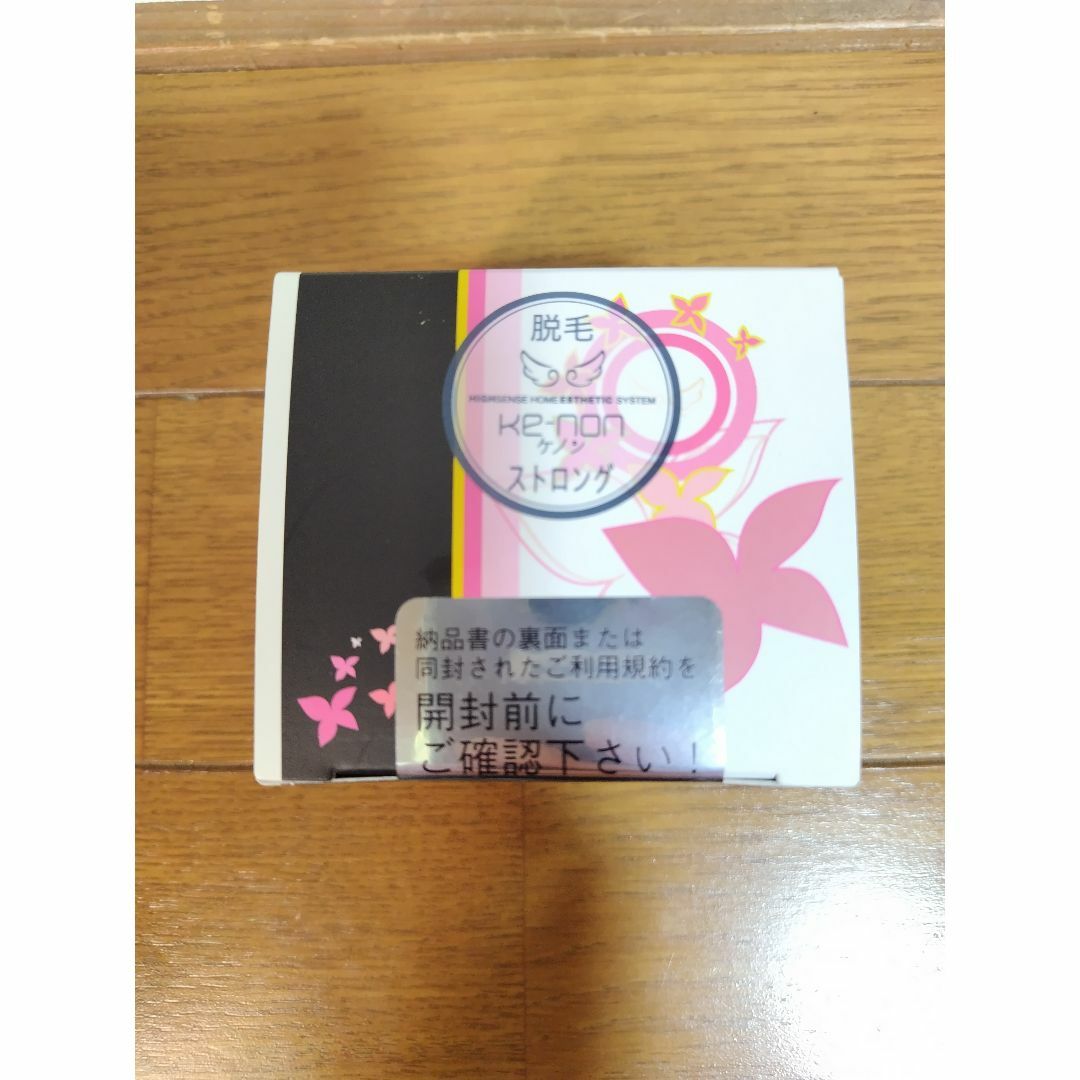 脱毛
HIGHSENSE HOME ESTHETIC SYSTEM
Ke-non
ケノン
ストロング
納品書の裏面または
同封されたご利用規約を
開封前に
ご確認下さい!